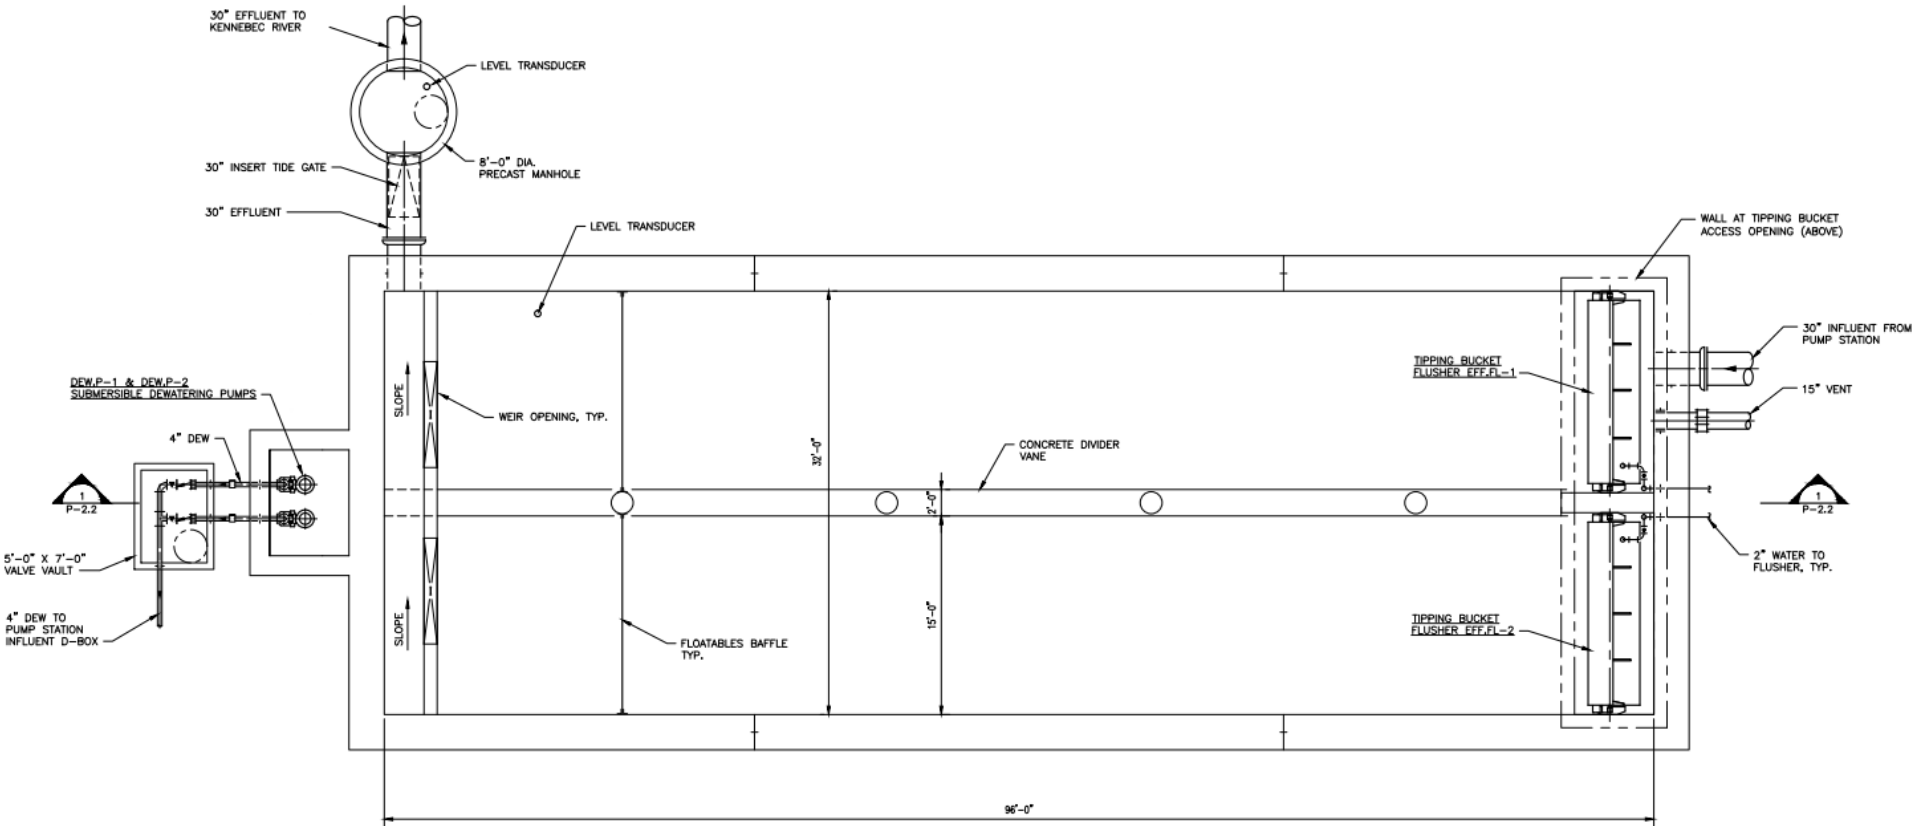 30" EFFLUENT TO
KENNEBEC RIVER
LEVEL TRANSDUCER
30" INSERT TIDE GATE
8'-0" DIA.
PRECAST MANHOLE
30" EFFLUENT
LEVEL TRANSDUCER
WALL AT TIPPING BUCKET
ACCESS OPENING (ABOVE)
30" INFLUENT FROM
PUMP STATION
TIPPING BUCKET
FLUSHER EFF.FL-1
15" VENT
DEW.P-1 & DEW.P-2
SUBMERSIBLE DEWATERING PUMPS
SLOPE
WEIR OPENING, TYP.
4" DEW
CONCRETE DIVIDER
VANE
32'-0"
2'-0"
1
P-2.2
1
P-2.2
5'-0" X 7'-0"
VALVE VAULT
2" WATER TO
FLUSHER, TYP.
4" DEW TO
PUMP STATION
INFLUENT D-BOX
SLOPE
15'-0"
FLOATABLES BAFFLE
TYP.
TIPPING BUCKET
FLUSHER EFF.FL-2
96'-0"